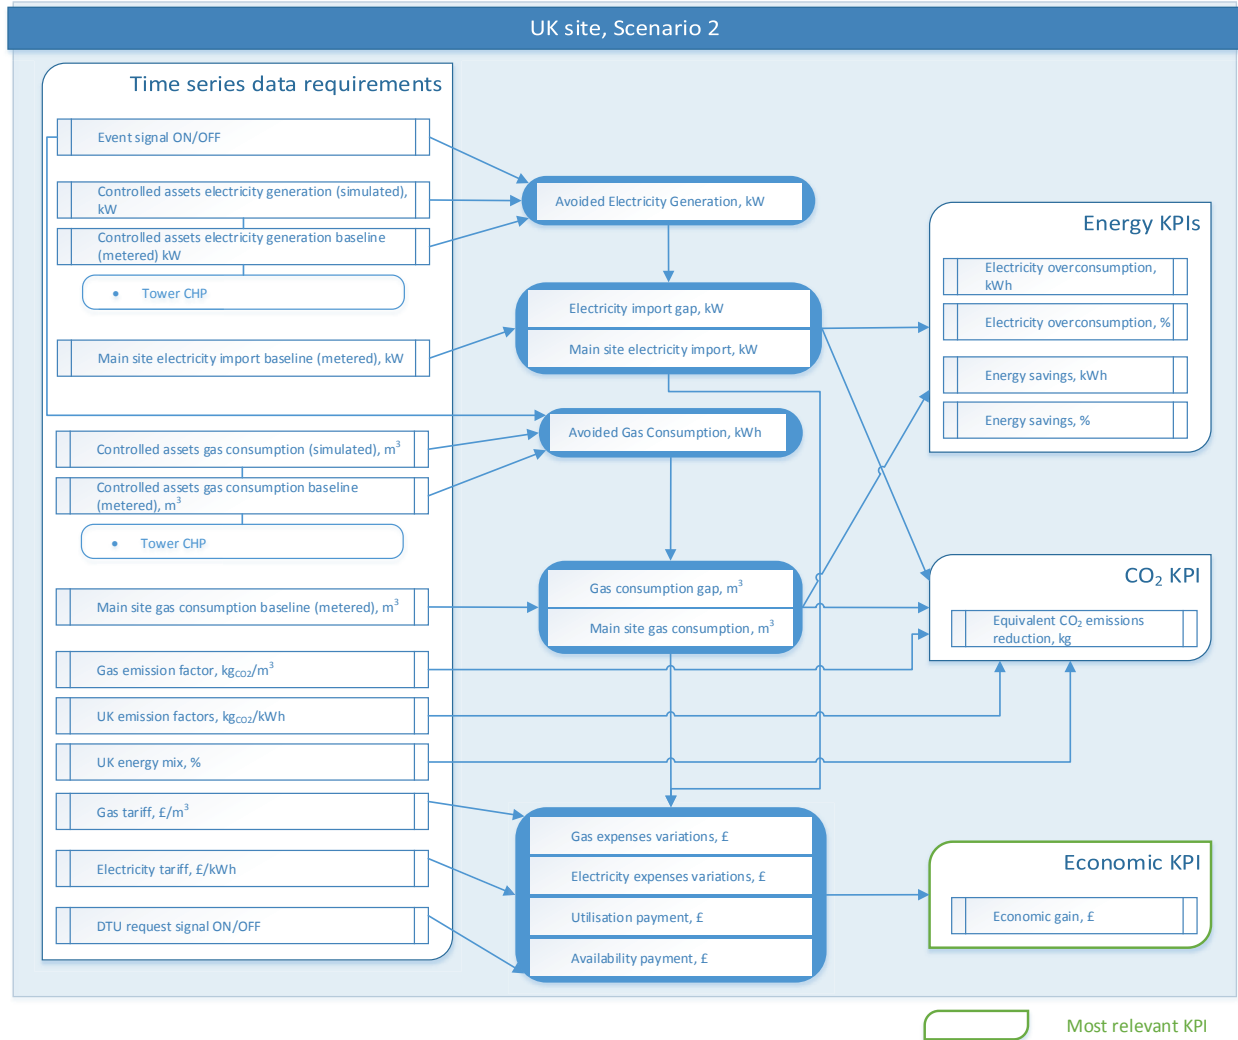 UK site, Scenario 2
Time series data requirements
Event signal ON/OFF
Controlled assets electricity generation (simulated),
kW
Controlled assets electricity generation baseline
(metered) kW
• Tower CHP
Main site electricity import baseline (metered), kW
Controlled assets gas consumption (simulated), m³
Controlled assets gas consumption baseline
(metered), m³
• Tower CHP
Main site gas consumption baseline (metered), m³
Gas emission factor, kgCO2/m³
UK emission factors, kgCO2/kWh
UK energy mix, %
Gas tariff, £/m³
Electricity tariff, £/kWh
DTU request signal ON/OFF
Avoided Electricity Generation, kW
Electricity import gap, kW
Main site electricity import, kW
Avoided Gas Consumption, kWh
Gas consumption gap, m³
Main site gas consumption, m³
Gas expenses variations, £
Electricity expenses variations, £
Utilisation payment, £
Availability payment, £
Energy KPIs
Electricity overconsumption,
kWh
Electricity overconsumption, %
Energy savings, kWh
Energy savings, %
CO₂ KPI
Equivalent CO₂ emissions
reduction, kg
Economic KPI
Economic gain, £
Most relevant KPI